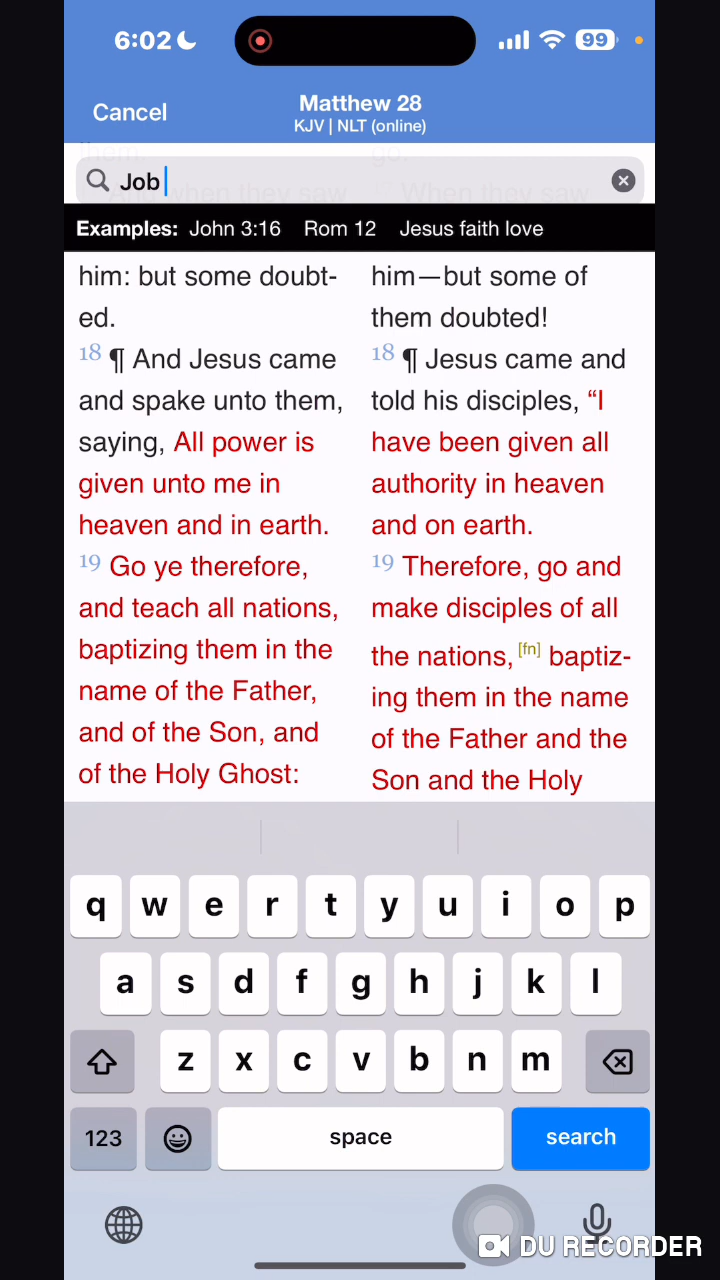 6:02
99
Cancel
Matthew 28
KJV | NLT (online)
Job
Examples: John 3:16 Rom 12 Jesus faith love
him: but some doubt-
ed.
18 ¶ And Jesus came
and spake unto them,
saying, All power is
given unto me in
heaven and in earth.
19 Go ye therefore,
and teach all nations,
baptizing them in the
name of the Father,
and of the Son, and
of the Holy Ghost:
him—but some of
them doubted!
18 ¶ Jesus came and
told his disciples, “I
have been given all
authority in heaven
and on earth.
19 Therefore, go and
make disciples of all
the nations, [fn] baptiz-
ing them in the name
of the Father and the
Son and the Holy
q w e r t y u i o p
a s d f g h j k l
z x c v b n m
123 space search
DU RECORDER